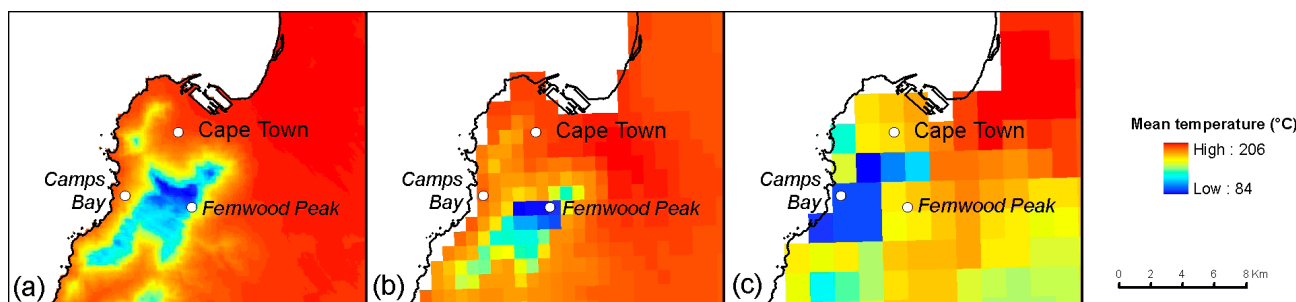 Cape Town
Camps
Bay
Fernwood Peak
(a)
Cape Town
Camps
Bay
Fernwood Peak
(b)
Cape Town
Camps
Bay
Fernwood Peak
(c)
Mean temperature (°C)
High : 206
Low : 84
0 2 4 6 8 Km